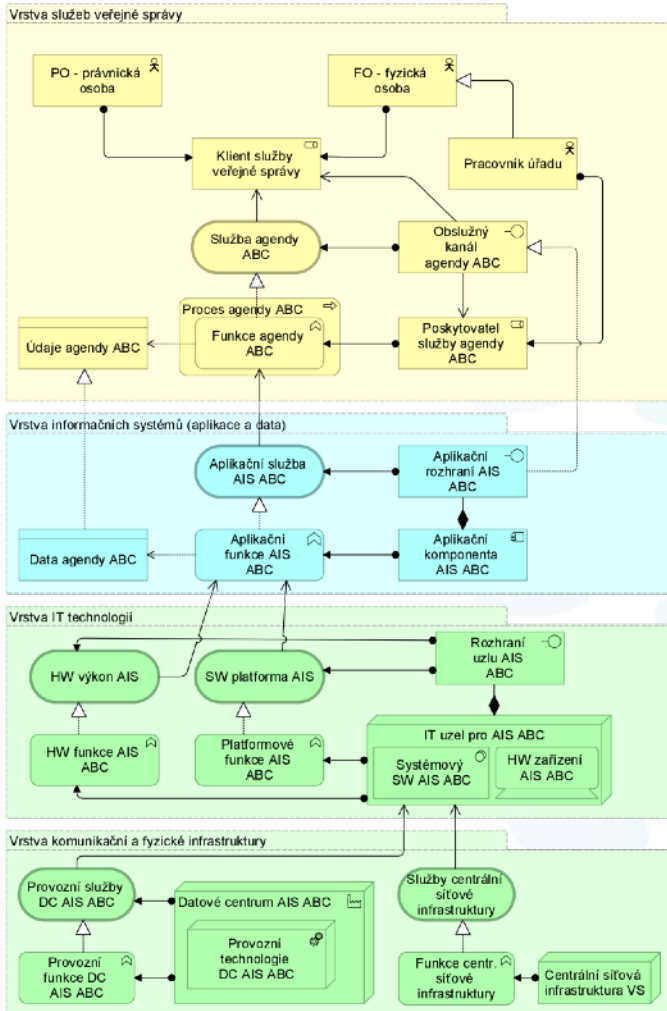 Vrstva služeb veřejné správy
PO - právnická
osoba
FO - fyzická
osoba
Klient služby
veřejné správy
Pracovník úřadu
Služba agendy
ABC
Obslužný
kanál
agendy ABC
Proces agendy ABC
Funkce agendy
ABC
Údaje agendy ABC
Poskytovatel
služby agendy
ABC
Vrstva informačních systémů (aplikace a data)
Aplikační služba
AIS ABC
Aplikační
rozhraní AIS
ABC
Data agendy ABC
Aplikační
funkce AIS
ABC
Aplikační
komponenta
AIS ABC
Vrstva IT technologií
HW výkon AIS
SW platforma AIS
Rozhraní
uzlu AIS
ABC
HW funkce AIS
ABC
Platformové
funkce AIS
ABC
IT uzel pro AIS ABC
Systémový
SW AIS ABC
HW zařízení
AIS ABC
Vrstva komunikační a fyzické infrastruktury
Provozní služby
DC AIS ABC
Datové centrum AIS ABC
Služby centrální
síťové
infrastruktury
Provozní
funkce DC
AIS ABC
Provozní
technologie
DC AIS ABC
Funkce centr.
síťové
infrastruktury
Centrální síťová
infrastruktura VS